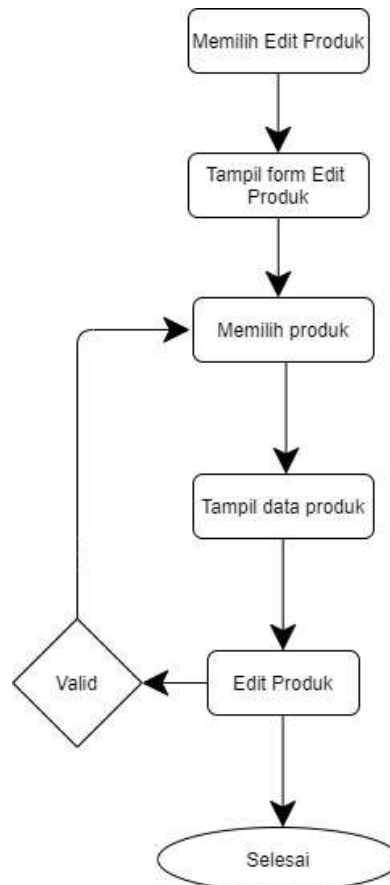 Memilih Edit Produk
Tampil form Edit
Produk
Memilih produk
Tampil data produk
Valid
Edit Produk
Selesai